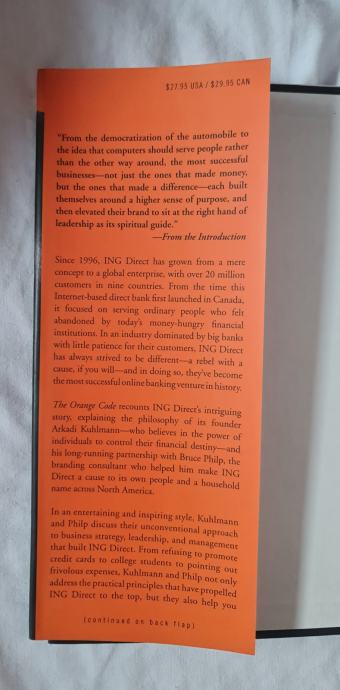 $27.95 USA / $29.95 CAN
"From the democratization of the automobile to
the idea that computers should serve people rather
than the other way around, the most successful
businesses—not just the ones that made money,
but the ones that made a difference—each built
themselves around a higher sense of purpose, and
then elevated their brand to sit at the right hand of
leadership as its spiritual guide."
—From the Introduction
Since 1996, ING Direct has grown from a mere
concept to a global enterprise, with over 20 million
customers in nine countries. From the time this
Internet-based direct bank first launched in Canada,
it focused on serving ordinary people who felt
abandoned by today's money-hungry financial
institutions. In an industry dominated by big banks
with little patience for their customers, ING Direct
has always strived to be different—a rebel with a
cause, if you will—and in doing so, they've become
the most successful online banking venture in history.
The Orange Code recounts ING Direct's intriguing
story, explaining the philosophy of its founder
Arkadi Kuhlmann—who believes in the power of
individuals to control their financial destiny—and
his long-running partnership with Bruce Philp, the
branding consultant who helped him make ING
Direct a cause to its own people and a household
name across North America.
In an entertaining and inspiring style, Kuhlmann
and Philp discuss their unconventional approach
to business strategy, leadership, and management
that built ING Direct. From refusing to promote
credit cards to college students to pointing out
frivolous expenses, Kuhlmann and Philp not only
address the practical principles that have propelled
ING Direct to the top, but they also help you
(continued on back flap)